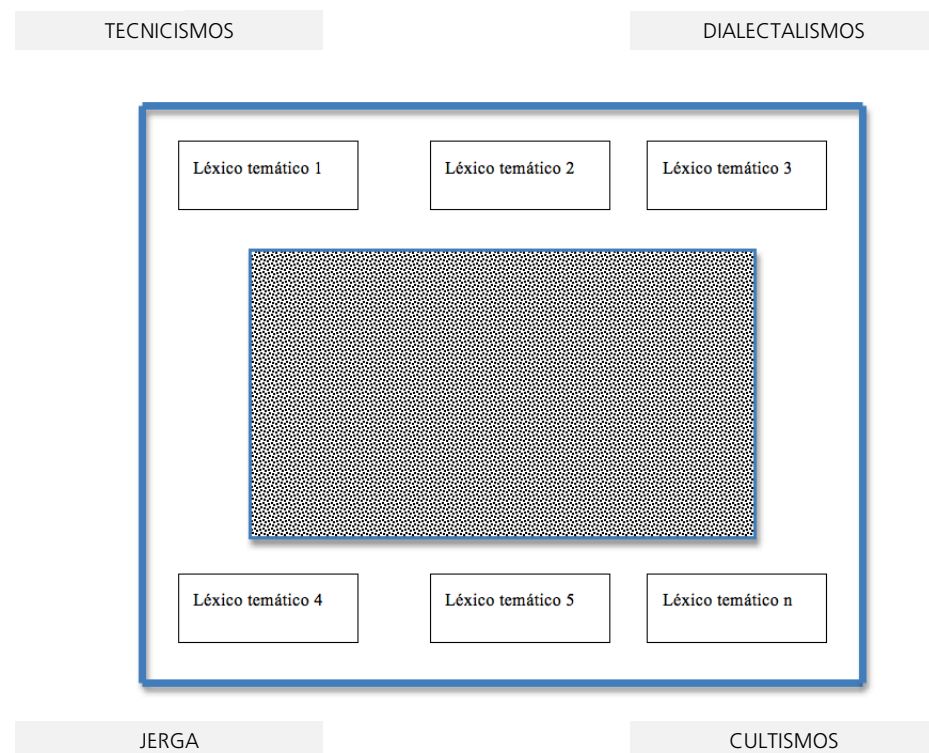 TECNICISMOS
DIALECTALISMOS
Léxico temático 1
Léxico temático 2
Léxico temático 3
Léxico temático 4
Léxico temático 5
Léxico temático n
JERGA
CULTISMOS